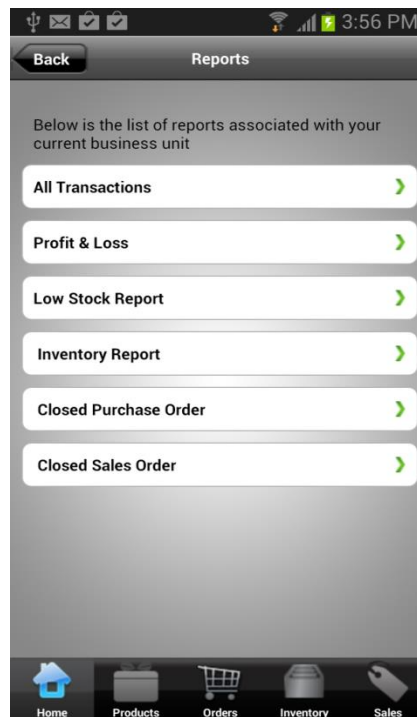 3:56 PM
Back
Reports
Below is the list of reports associated with your
current business unit
All Transactions
Profit & Loss
Low Stock Report
Inventory Report
Closed Purchase Order
Closed Sales Order
Home Products Orders Inventory Sales